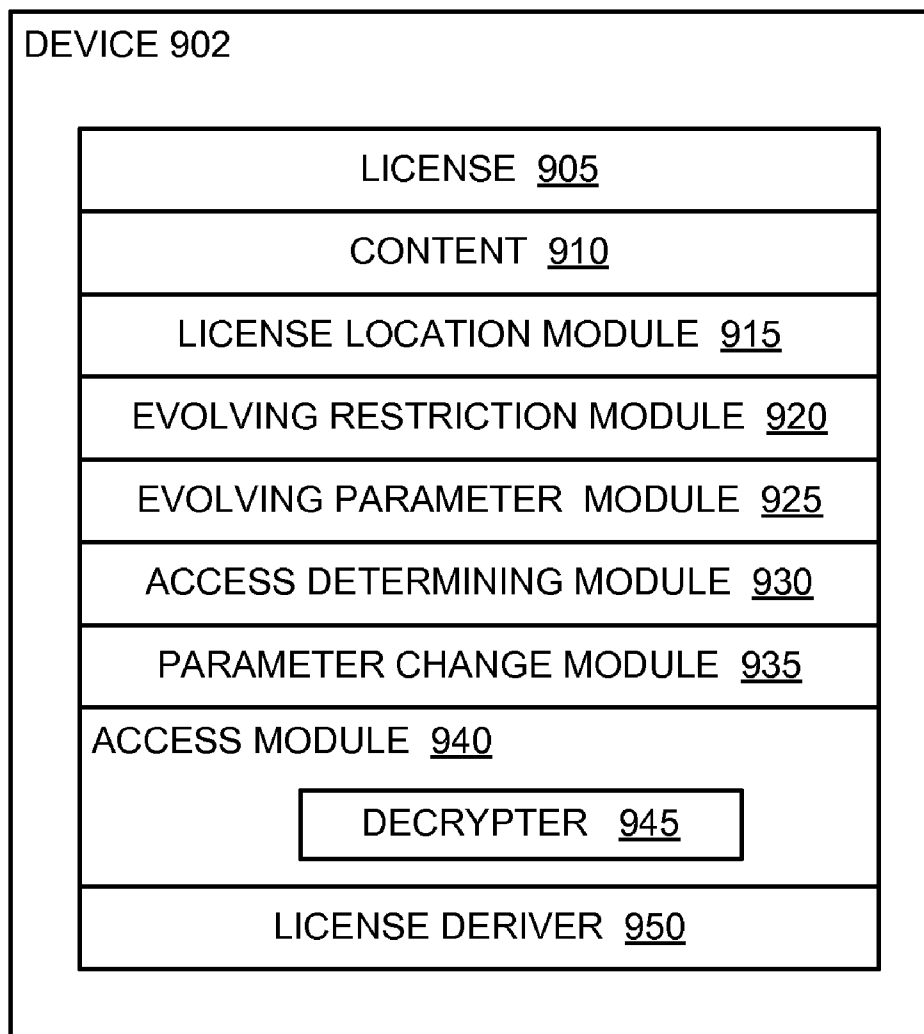 DEVICE 902
LICENSE 905
CONTENT 910
LICENSE LOCATION MODULE 915
EVOLVING RESTRICTION MODULE 920
EVOLVING PARAMETER MODULE 925
ACCESS DETERMINING MODULE 930
PARAMETER CHANGE MODULE 935
ACCESS MODULE 940
DECRYPTER 945
LICENSE DERIVER 950